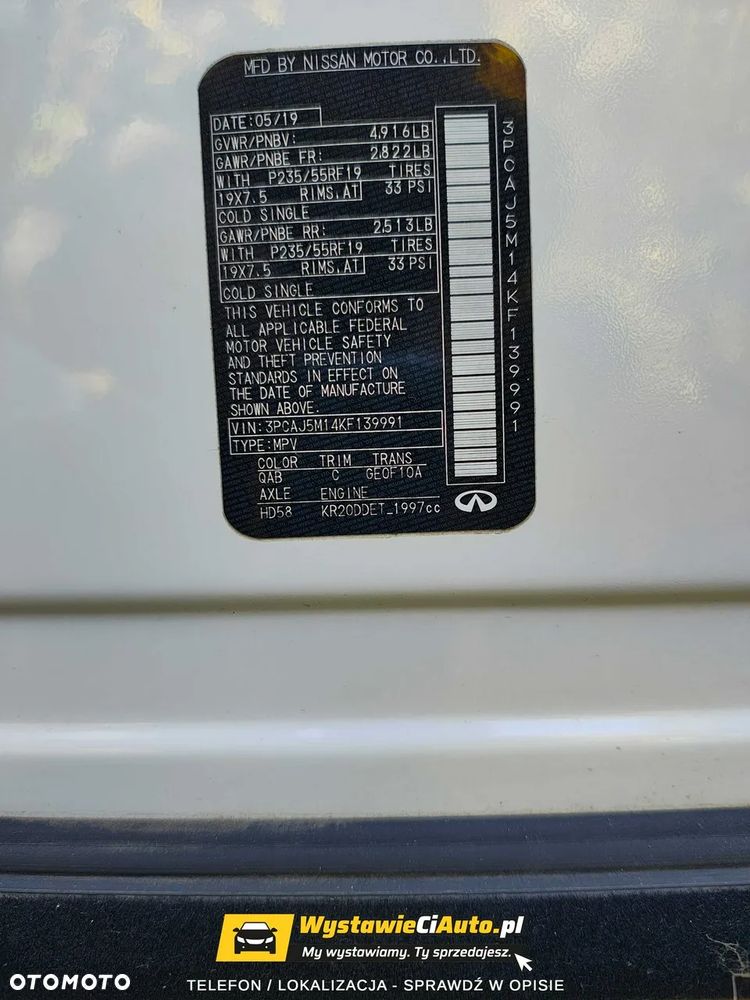 MFD BY NISSAN MOTOR CO.,LTD.
DATE:05/19
GVWR/PNBV: 4,916LB
GAWR/PNBE FR: 2,822LB
WITH P235/55RF19 TIRES
19X7.5 RIMS,AT 33 PSI
COLD SINGLE
GAWR/PNBE RR: 2,513LB
WITH P235/55RF19 TIRES
19X7.5 RIMS,AT 33 PSI
COLD SINGLE
THIS VEHICLE CONFORMS TO
ALL APPLICABLE FEDERAL
MOTOR VEHICLE SAFETY
AND THEFT PREVENTION
STANDARDS IN EFFECT ON
THE DATE OF MANUFACTURE
SHOWN ABOVE.
VIN:3PCAJ5M14KF139991
TYPE:MPV
COLOR TRIM TRANS
QAB C GE0F10A
AXLE ENGINE
HD58 KR20DDET_1997cc
3PCAJ5M14KF139991
WystawieCiAuto.pl
My wystawiamy. Ty sprzedajesz.
OTOMOTO
TELEFON / LOKALIZACJA - SPRAWDŹ W OPISIE